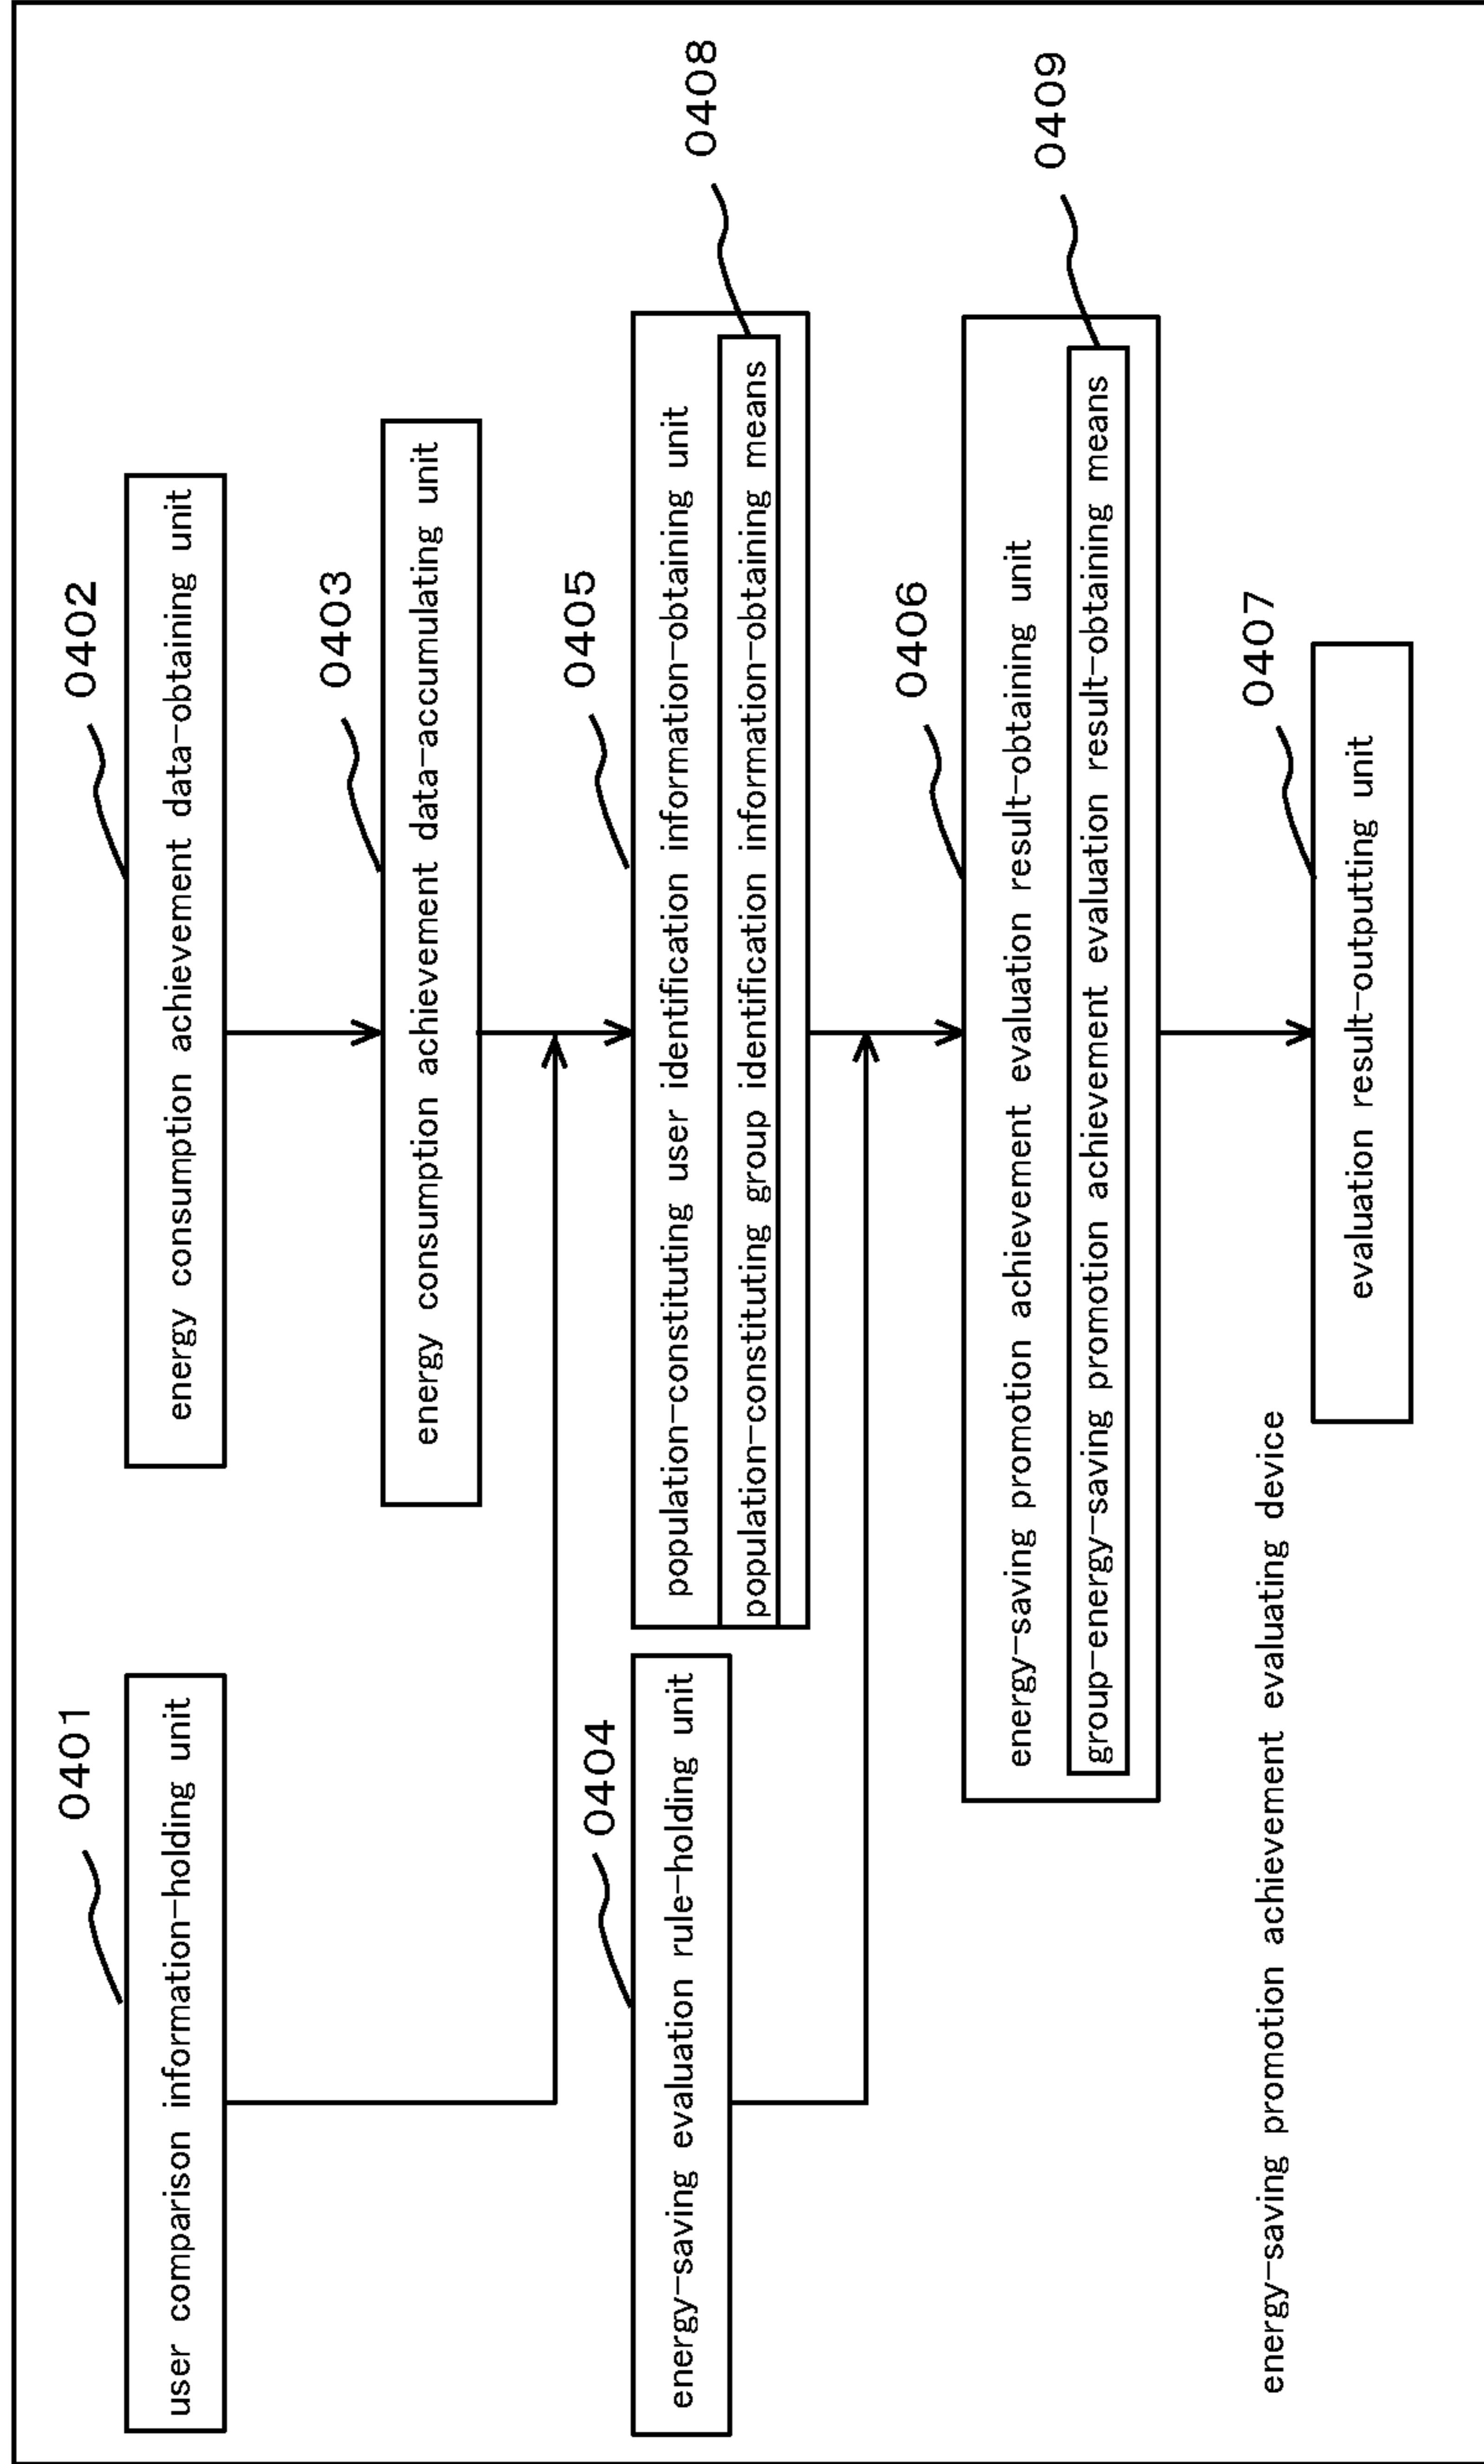 0401
user comparison information-holding unit
0402
energy consumption achievement data-obtaining unit
0403
energy consumption achievement data-accumulating unit
0404
energy-saving evaluation rule-holding unit
0405
population-constituting user identification information-obtaining unit
population-constituting group identification information-obtaining means
0408
0406
energy-saving promotion achievement evaluation result-obtaining unit
group-energy-saving promotion achievement evaluation result-obtaining means
0409
0407
evaluation result-outputting unit
energy-saving promotion achievement evaluating device